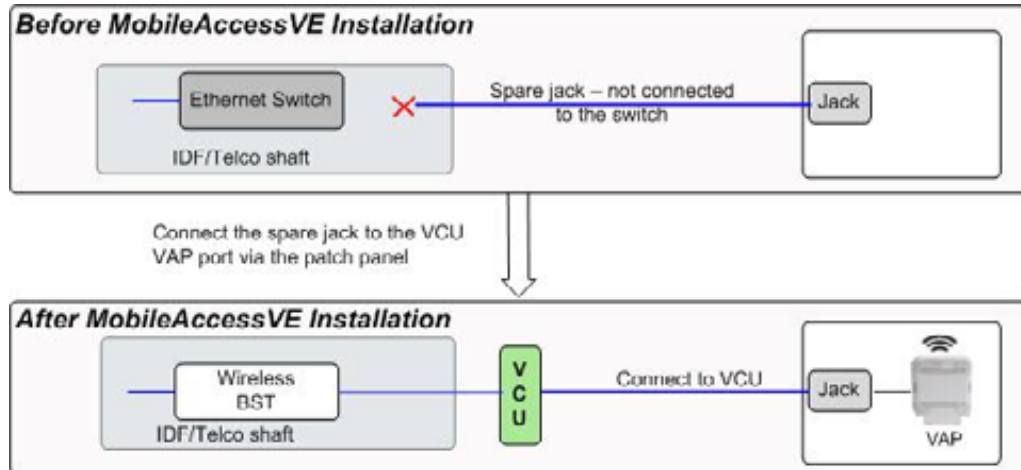 Before MobileAccessVE Installation
Ethernet Switch
IDF/Telco shaft
Spare jack – not connected
to the switch
Jack
Connect the spare jack to the VCU
VAP port via the patch panel
After MobileAccessVE Installation
Wireless
BST
IDF/Telco shaft
V
C
U
Connect to VCU
Jack
VAP